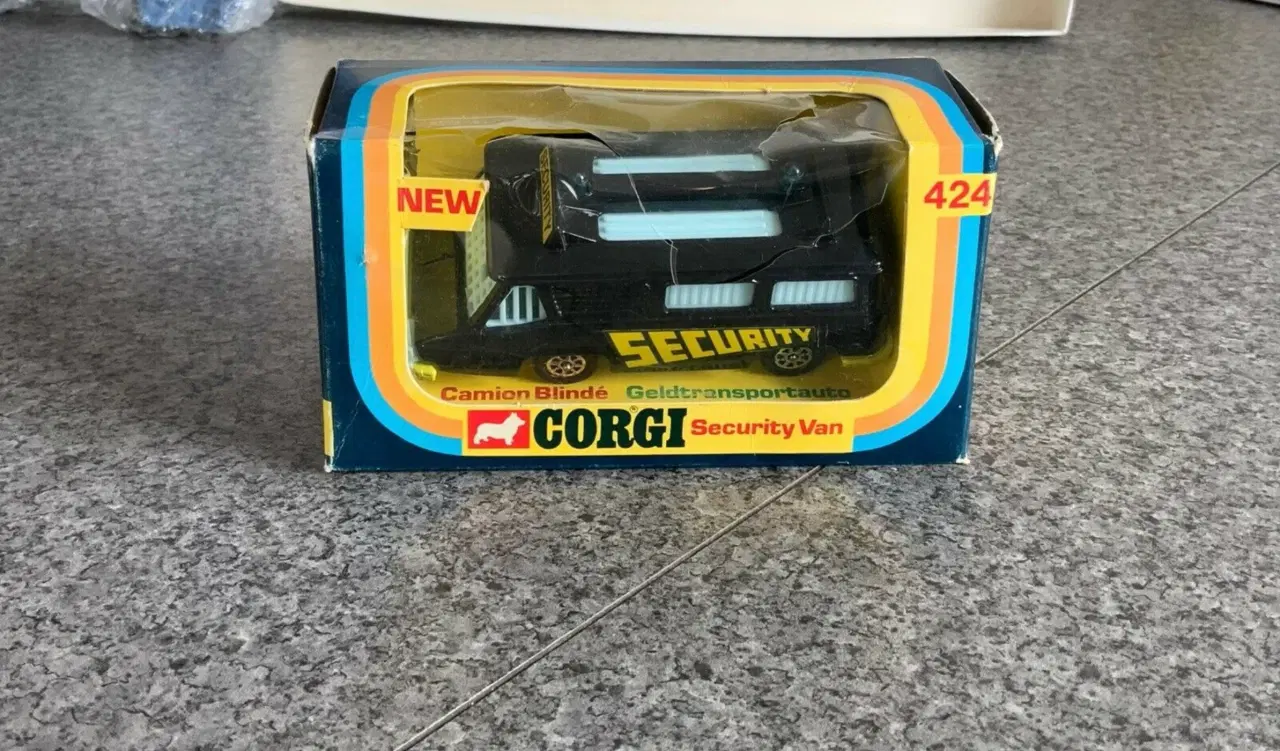 NEW
424
SECURITY
Camion Blindé Geldtransportauto
CORGI Security Van